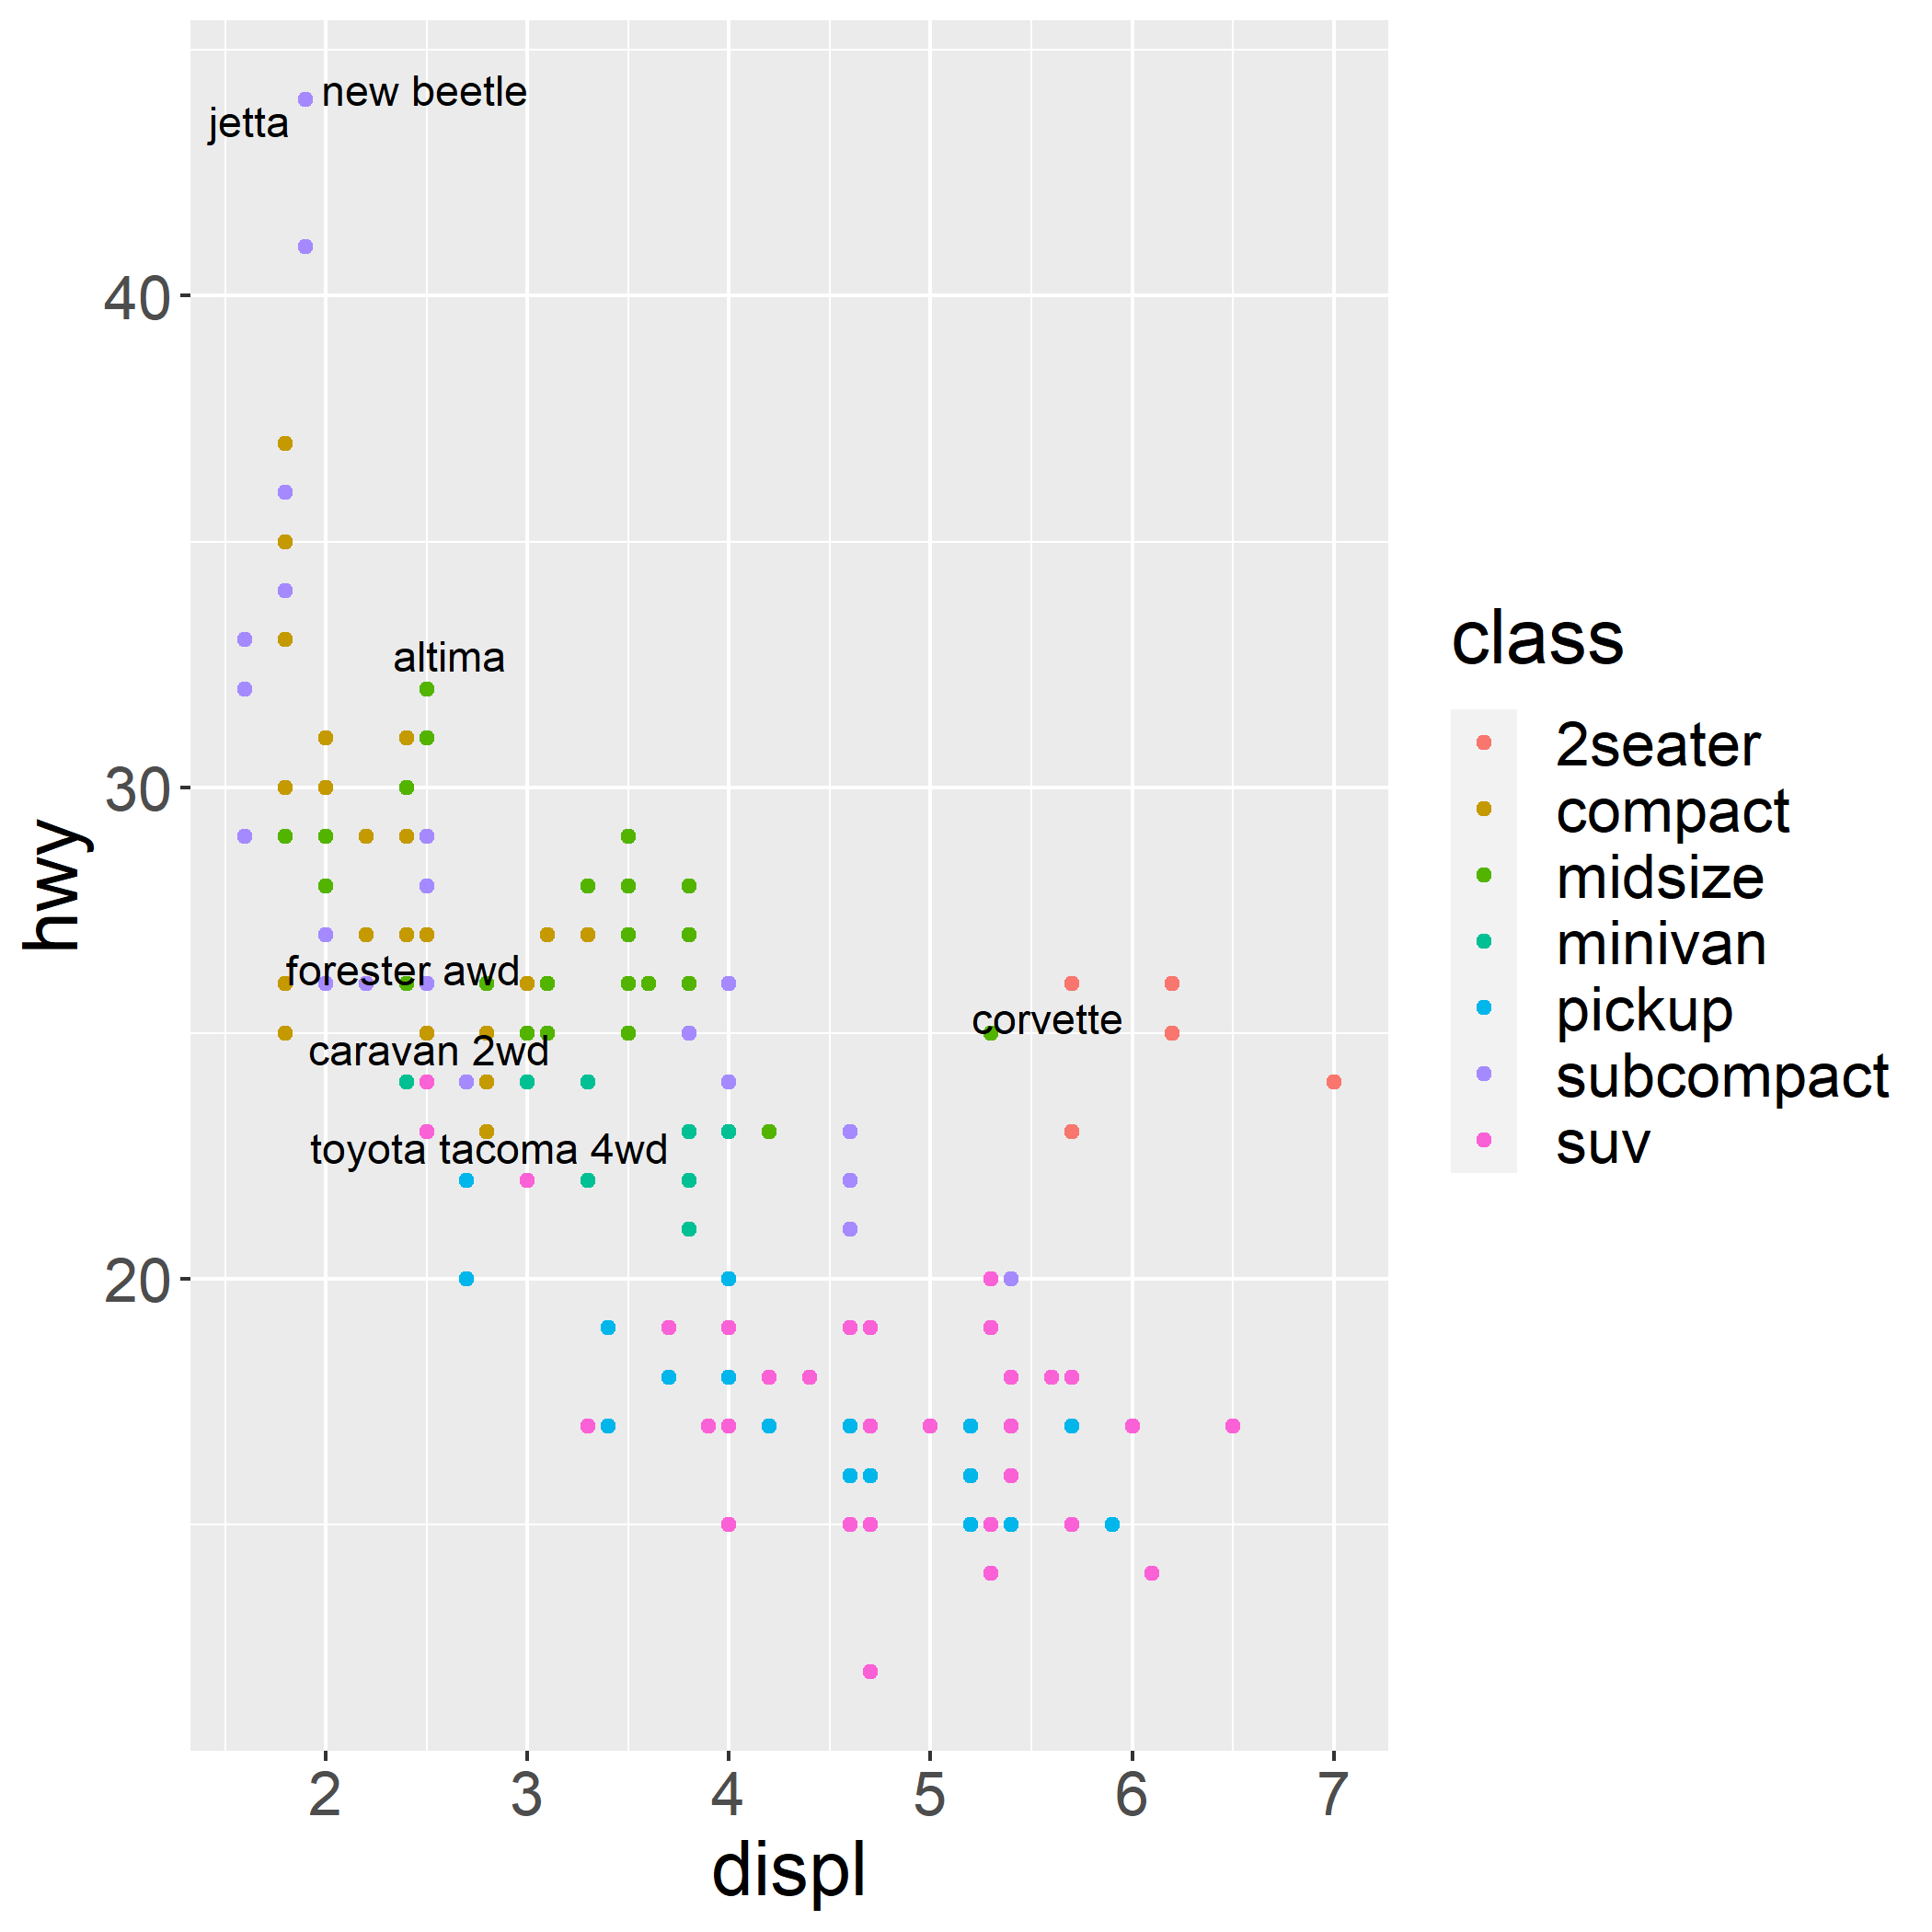 new beetle
jetta
40
altima
class
2seater
30
compact
midsize
hwy
minivan
forester awd
pickup
corvette
caravan 2wd
subcompact
toyota tacoma 4wd
suv
20
2 3 4 5 6 7
displ